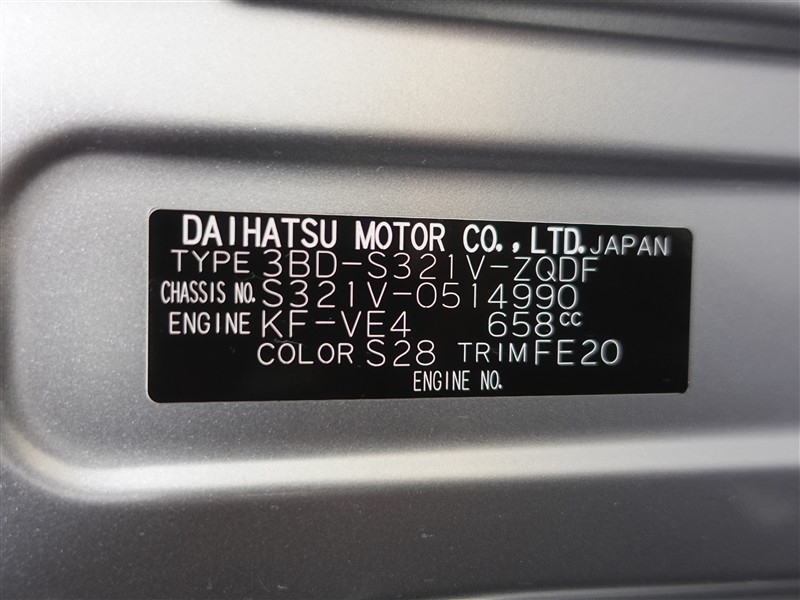 DAIHATSU MOTOR CO., LTD. JAPAN
TYPE 3BD-S321V-ZQDF
CHASSIS NO. S321V-0514990
ENGINE KF-VE4 658cc
COLOR S28 TRIM FE20
ENGINE NO.